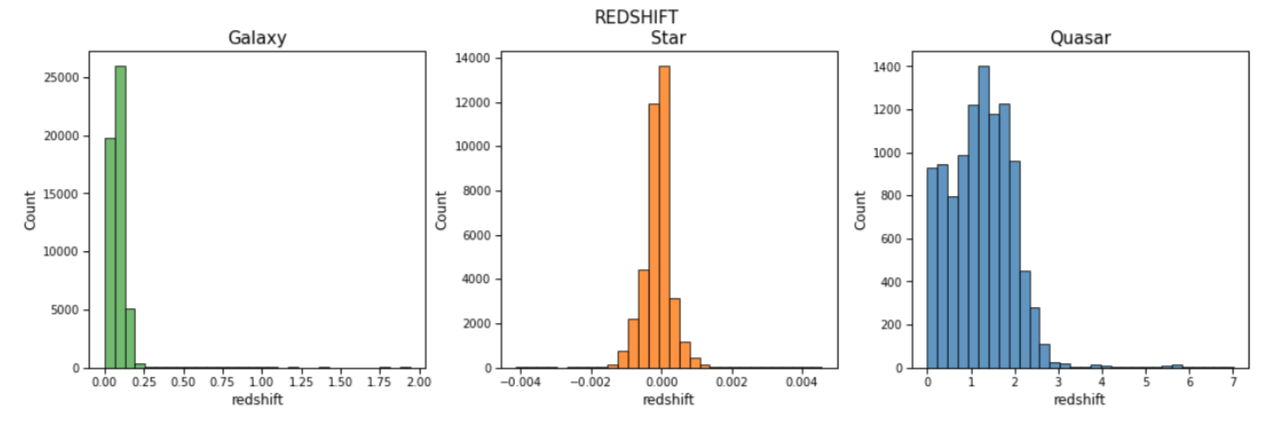 REDSHIFT
Galaxy
25000
20000
15000
10000
5000
0
Count
0.00 0.25 0.50 0.75 1.00 1.25 1.50 1.75 2.00
redshift
Star
14000
12000
10000
8000
6000
4000
2000
0
Count
−0.004 −0.002 0.000 0.002 0.004
redshift
Quasar
1400
1200
1000
800
600
400
200
0
Count
0 1 2 3 4 5 6 7
redshift